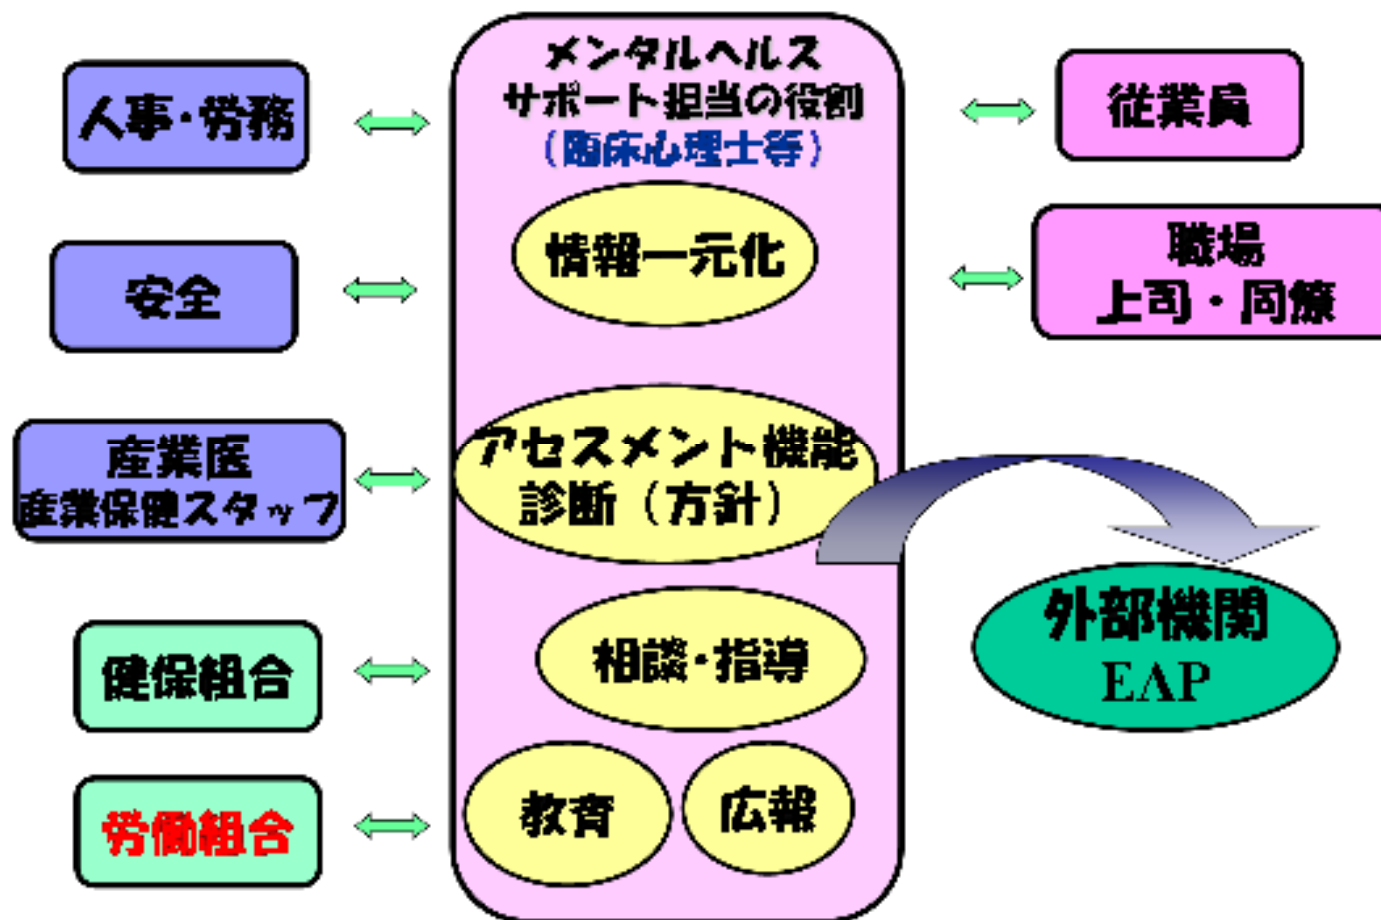 メンタルヘルス
サポート担当の役割
(臨床心理士等)
人事・労務
安全
産業医
産業保健スタッフ
健保組合
労働組合
情報一元化
アセスメント機能
診断(方針)
相談・指導
教育
広報
従業員
職場
上司・同僚
外部機関
EAP